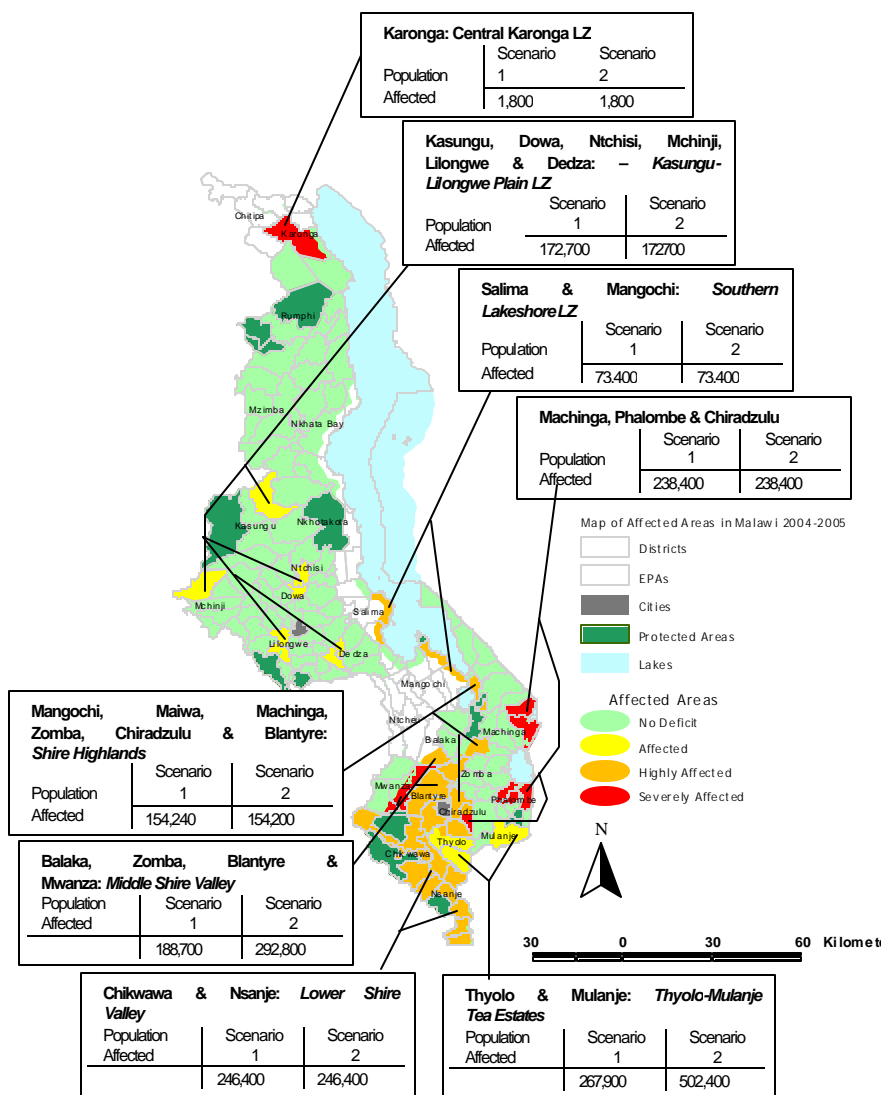 Karonga: Central Karonga LZ
Population Affected
Scenario 1
Scenario 2
1,800
1,800
Kasungu, Dowa, Ntchisi, Mchinji,
Lilongwe & Dedza: – Kasungu-
Lilongwe Plain LZ
Population Affected
Scenario 1
Scenario 2
172,700
172700
Salima & Mangochi: Southern
Lakeshore LZ
Population Affected
Scenario 1
Scenario 2
73.400
73.400
Machinga, Phalombe & Chiradzulu
Population Affected
Scenario 1
Scenario 2
238,400
238,400
Map of Affected Areas in Malawi 2004-2005
Districts
EPAs
Cities
Protected Areas
Lakes
Affected Areas
No Deficit
Affected
Highly Affected
Severely Affected
N
30 0 30 60 Kilomete
Chitipa
Karonga
Rumphi
Mzimba
Nkhata Bay
Kasungu
Nkhotakota
Ntchisi
Dowa
Mchinji
Salima
Lilongwe
Dedza
Mangochi
Ntcheu
Machinga
Balaka
Zomba
Mwanza
Blantyre
Phalombe
Chiradzulu
Mulanje
Thyolo
Chikwawa
Nsanje
Mangochi, Maiwa, Machinga,
Zomba, Chiradzulu & Blantyre:
Shire Highlands
Population Affected
Scenario 1
Scenario 2
154,240
154,200
Balaka, Zomba, Blantyre &
Mwanza: Middle Shire Valley
Population Affected
Scenario 1
Scenario 2
188,700
292,800
Chikwawa & Nsanje: Lower Shire
Valley
Population Affected
Scenario 1
Scenario 2
246,400
246,400
Thyolo & Mulanje: Thyolo-Mulanje
Tea Estates
Population Affected
Scenario 1
Scenario 2
267,900
502,400